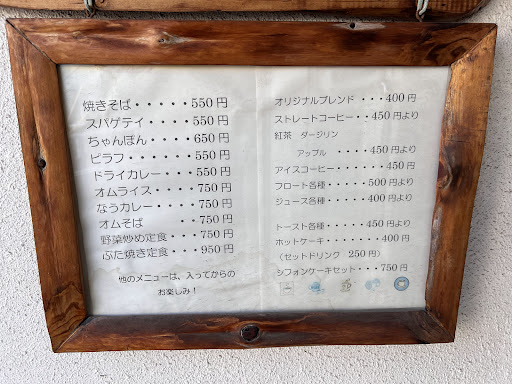 焼きそば・・・・・550円
スパゲテイ・・・・550円
ちゃんぽん・・・・650円
ピラフ・・・・・・550円
ドライカレー・・・550円
オムライス・・・・750円
なうカレー・・・・750円
オムそば ・・750円
野菜炒め定食・・・750円
ぶた焼き定食・・・950円
他のメニューは、入ってからの
お楽しみ！
オリジナルブレンド ・・・400円
ストレートコーヒー・・・450円より
紅茶 ダージリン
アップル ・・・・450円より
アイスコーヒー・・・・・450円
フロート各種・・・・・500円より
ジュース各種・・・・・400円より
トースト各種・・・・・450円より
ホットケーキ・・・・・・・400円
（セットドリンク 250円）
シフォンケーキセット・・・・750円